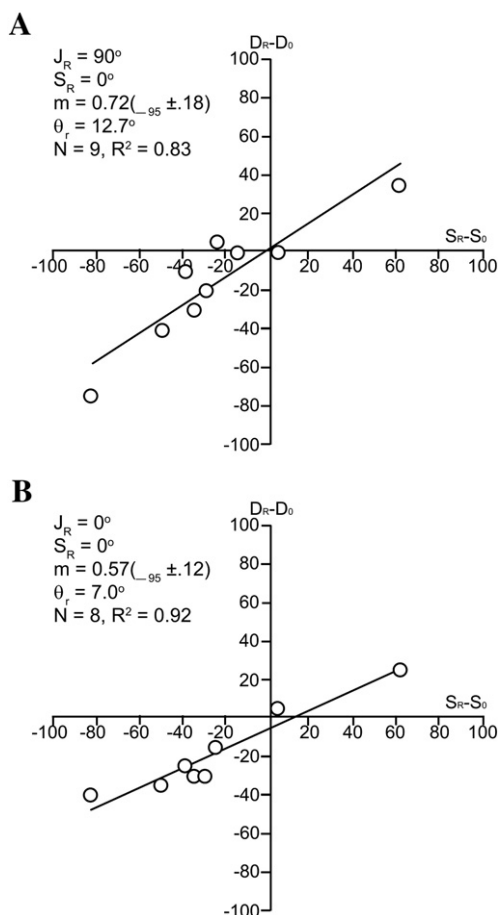 A
D_R–D_0
J_R = 90°
S_R = 0°
m = 0.72(_95 ±.18)
θ_r = 12.7°
N = 9, R² = 0.83
100
80
60
40
20
S_R–S_0
-100 -80 -60 -40 -20 0 20 40 60 80 100
-20
-40
-60
-80
-100
B
D_R–D_0
J_R = 0°
S_R = 0°
m = 0.57(_95 ±.12)
θ_r = 7.0°
N = 8, R² = 0.92
100
80
60
40
20
S_R–S_0
-100 -80 -60 -40 -20 0 20 40 60 80 100
-20
-40
-60
-80
-100